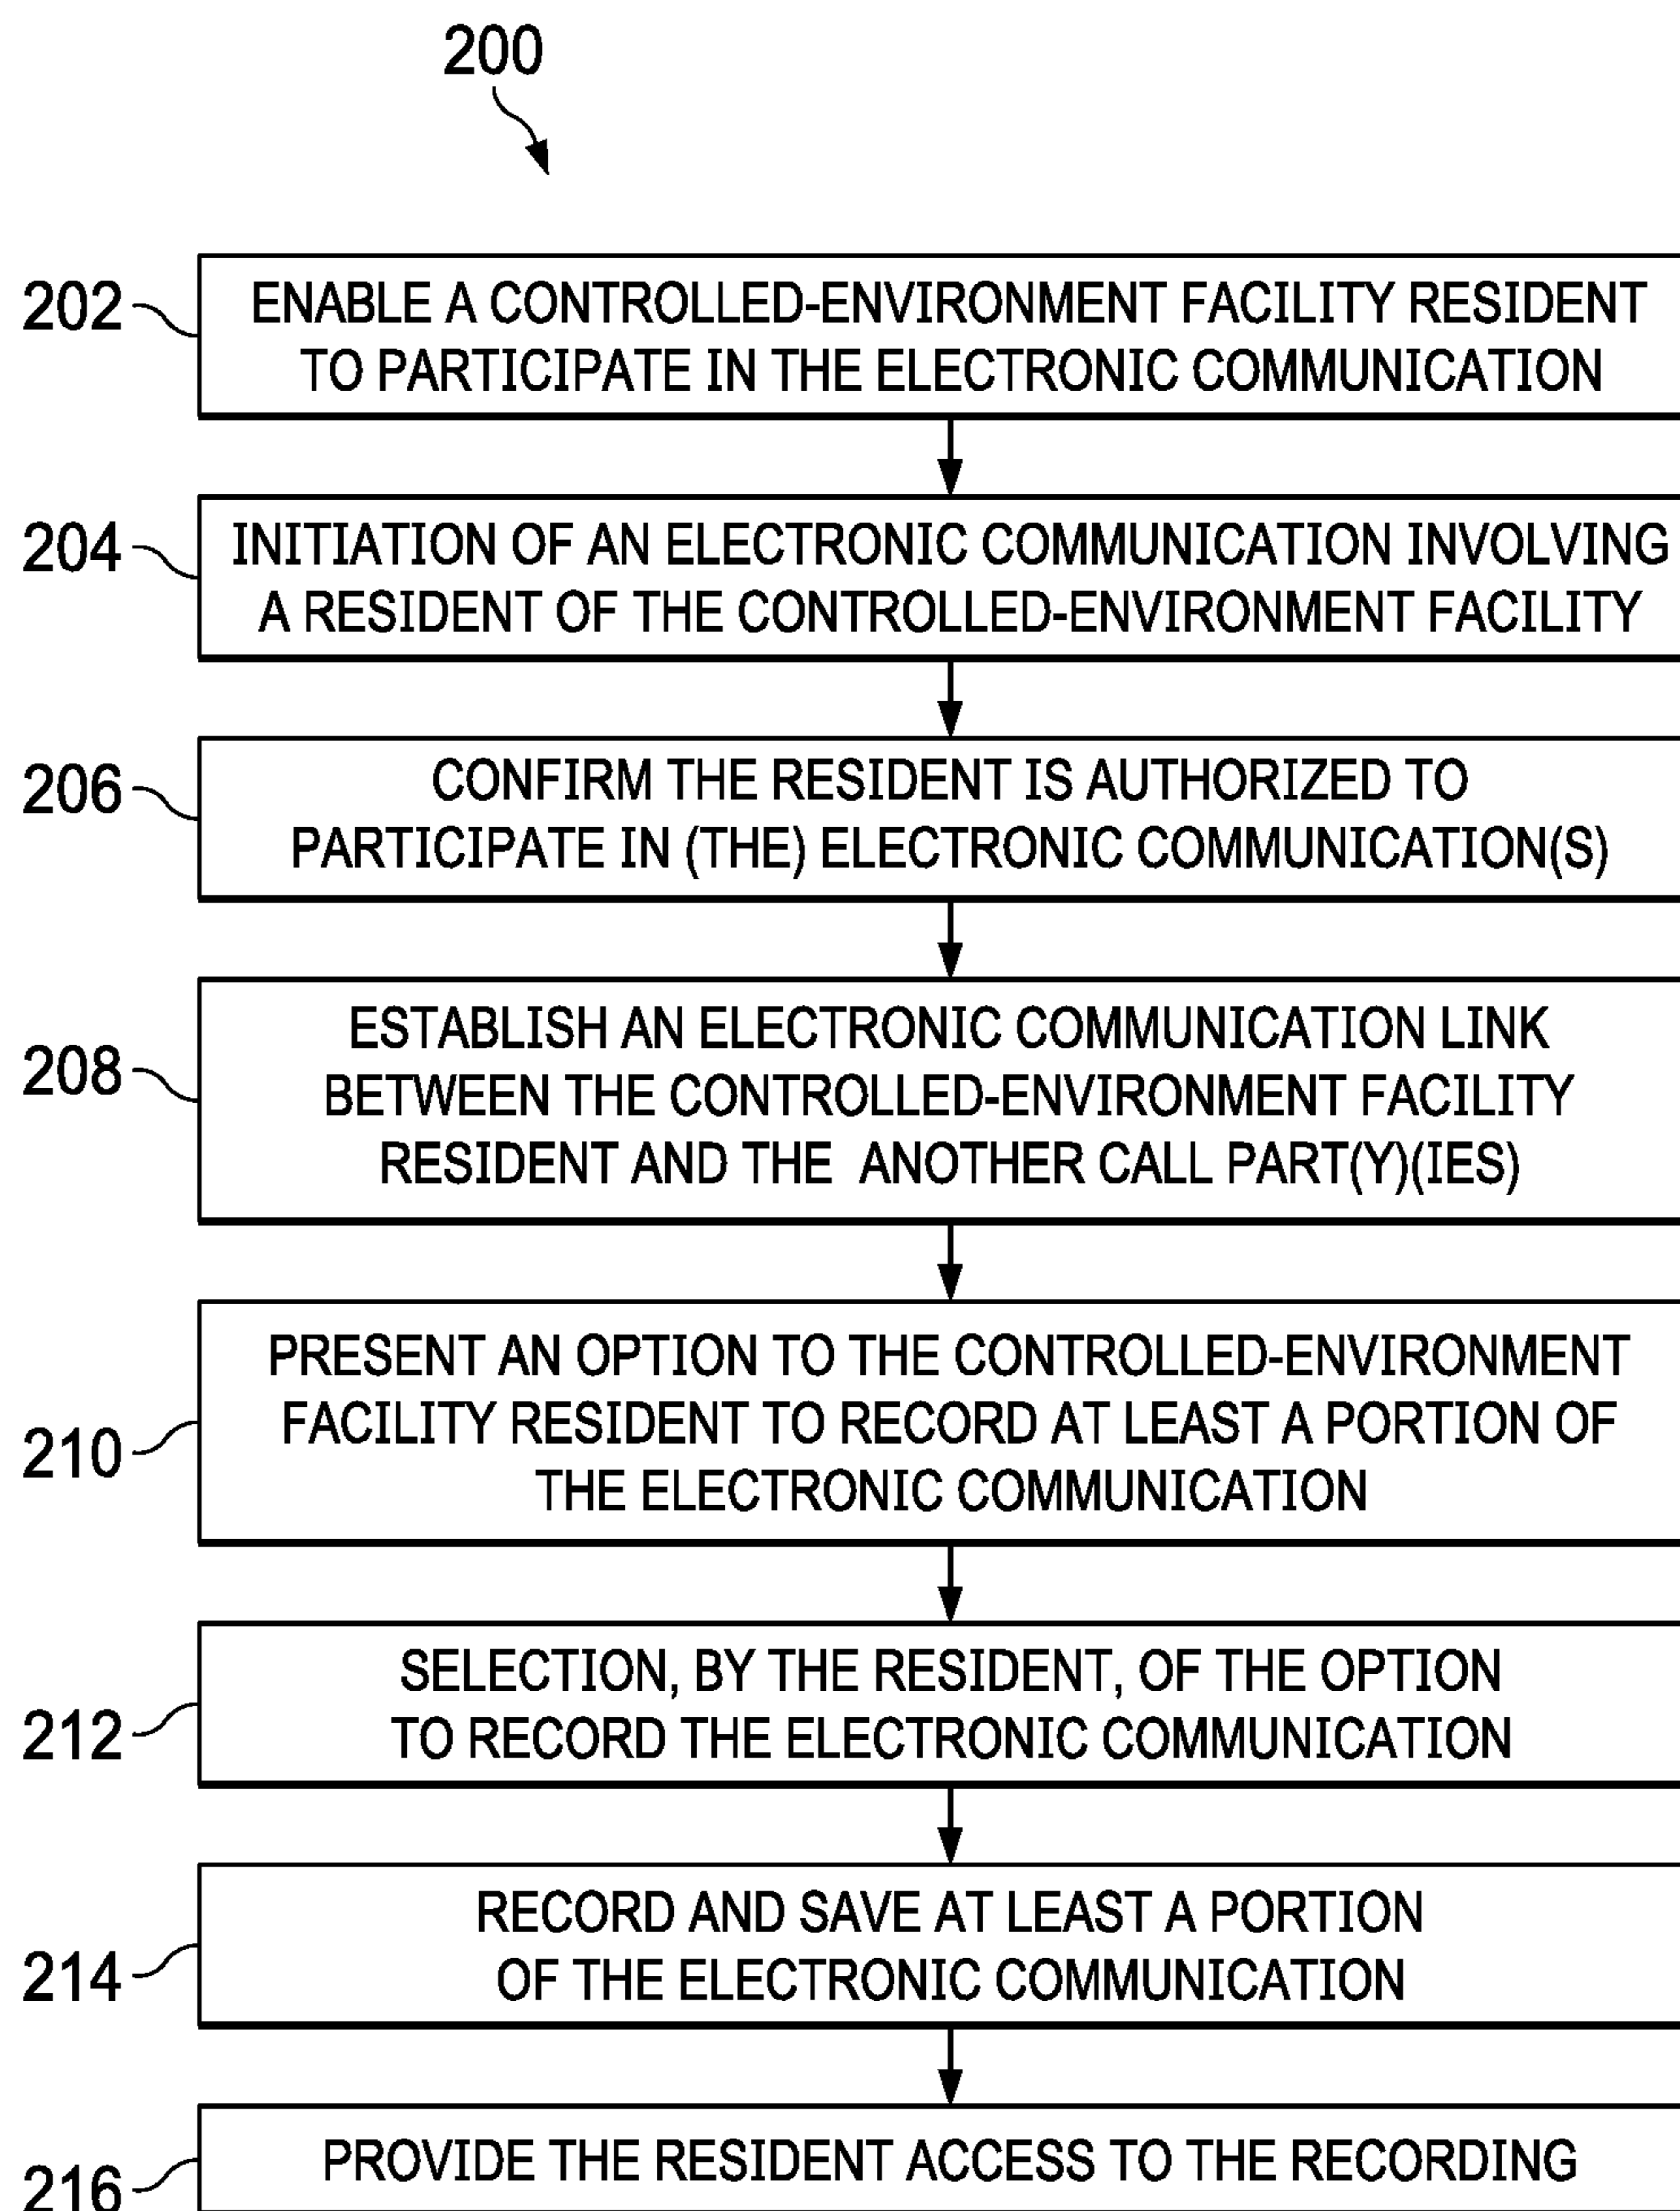 200
202
ENABLE A CONTROLLED-ENVIRONMENT FACILITY RESIDENT
TO PARTICIPATE IN THE ELECTRONIC COMMUNICATION
204
INITIATION OF AN ELECTRONIC COMMUNICATION INVOLVING
A RESIDENT OF THE CONTROLLED-ENVIRONMENT FACILITY
206
CONFIRM THE RESIDENT IS AUTHORIZED TO
PARTICIPATE IN (THE) ELECTRONIC COMMUNICATION(S)
208
ESTABLISH AN ELECTRONIC COMMUNICATION LINK
BETWEEN THE CONTROLLED-ENVIRONMENT FACILITY
RESIDENT AND THE ANOTHER CALL PART(Y)(IES)
210
PRESENT AN OPTION TO THE CONTROLLED-ENVIRONMENT
FACILITY RESIDENT TO RECORD AT LEAST A PORTION OF
THE ELECTRONIC COMMUNICATION
212
SELECTION, BY THE RESIDENT, OF THE OPTION
TO RECORD THE ELECTRONIC COMMUNICATION
214
RECORD AND SAVE AT LEAST A PORTION
OF THE ELECTRONIC COMMUNICATION
216
PROVIDE THE RESIDENT ACCESS TO THE RECORDING